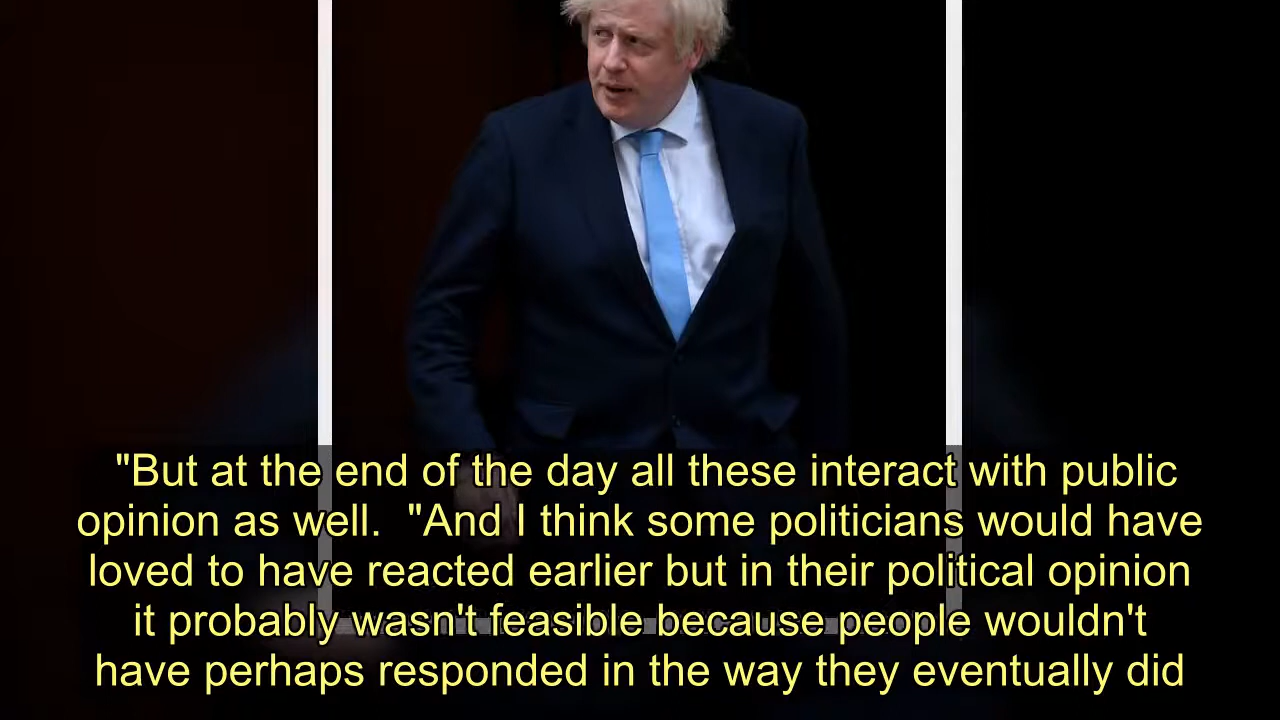 "But at the end of the day all these interact with public
opinion as well.  "And I think some politicians would have
loved to have reacted earlier but in their political opinion
it probably wasn't feasible because people wouldn't
have perhaps responded in the way they eventually did